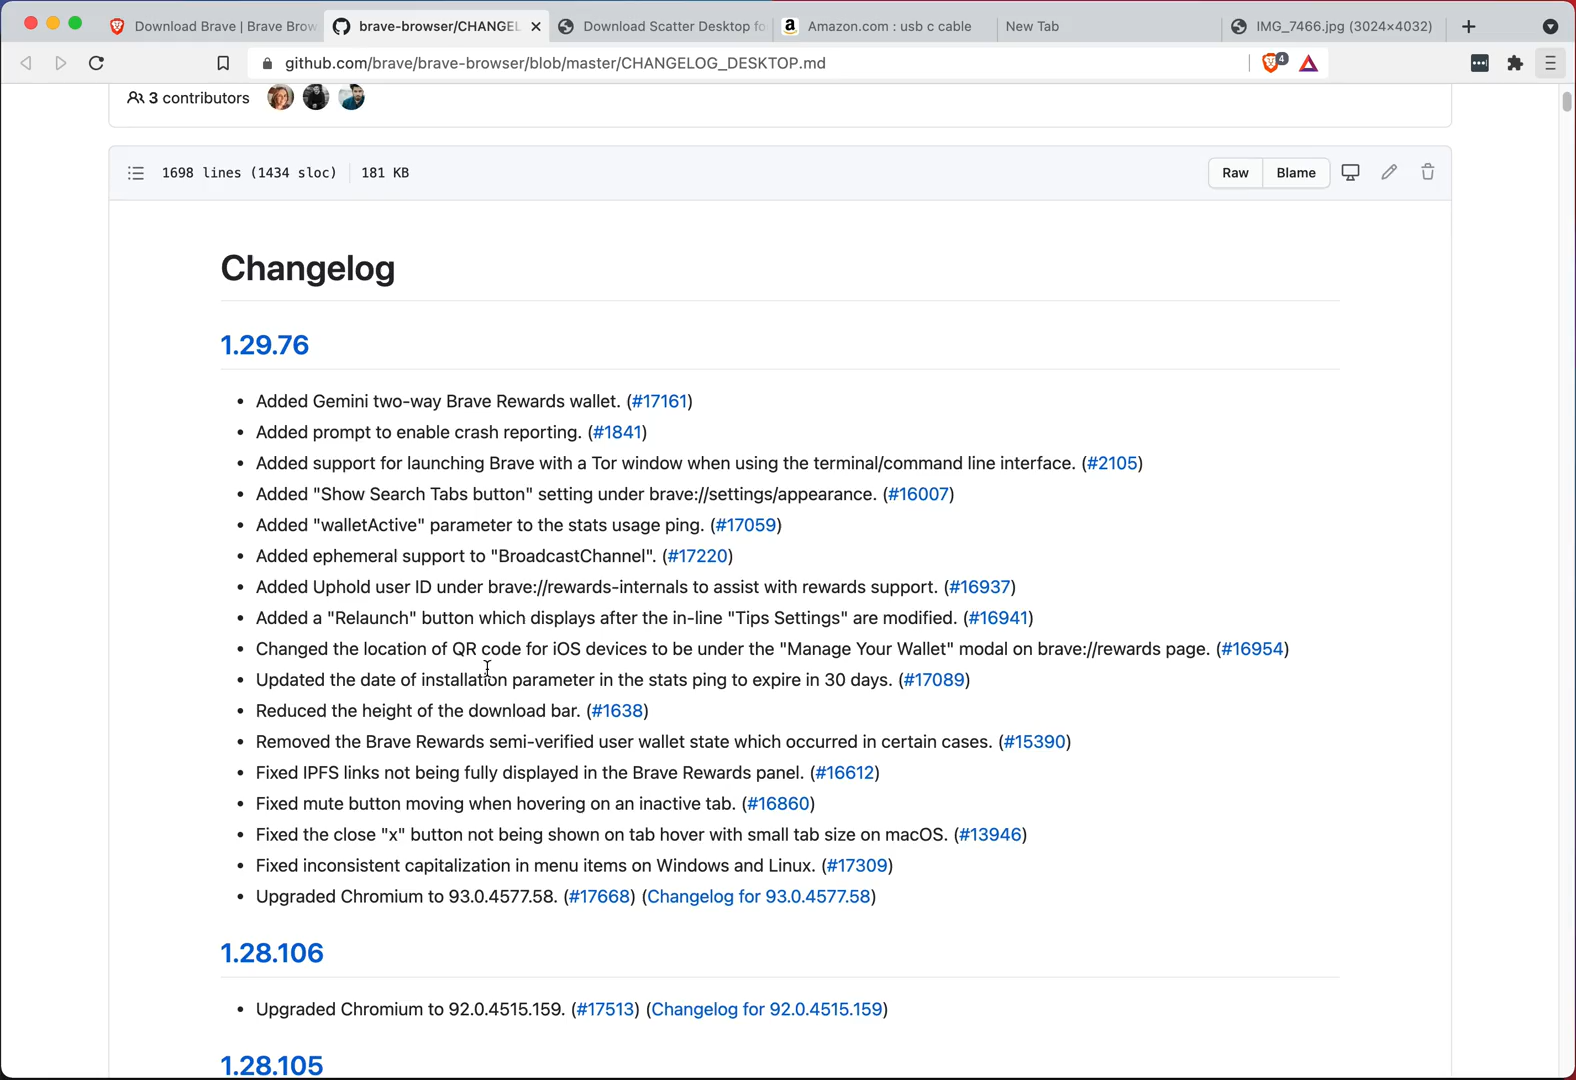 Download Brave | Brave Brow
brave-browser/CHANGEL
Download Scatter Desktop fo
a Amazon.com : usb c cable
New Tab
IMG_7466.jpg (3024×4032)
github.com/brave/brave-browser/blob/master/CHANGELOG_DESKTOP.md
4
3 contributors
1698 lines (1434 sloc) 181 KB
Raw Blame
Changelog
1.29.76
• Added Gemini two-way Brave Rewards wallet. (#17161)
• Added prompt to enable crash reporting. (#1841)
• Added support for launching Brave with a Tor window when using the terminal/command line interface. (#2105)
• Added "Show Search Tabs button" setting under brave://settings/appearance. (#16007)
• Added "walletActive" parameter to the stats usage ping. (#17059)
• Added ephemeral support to "BroadcastChannel". (#17220)
• Added Uphold user ID under brave://rewards-internals to assist with rewards support. (#16937)
• Added a "Relaunch" button which displays after the in-line "Tips Settings" are modified. (#16941)
• Changed the location of QR code for iOS devices to be under the "Manage Your Wallet" modal on brave://rewards page. (#16954)
• Updated the date of installation parameter in the stats ping to expire in 30 days. (#17089)
• Reduced the height of the download bar. (#1638)
• Removed the Brave Rewards semi-verified user wallet state which occurred in certain cases. (#15390)
• Fixed IPFS links not being fully displayed in the Brave Rewards panel. (#16612)
• Fixed mute button moving when hovering on an inactive tab. (#16860)
• Fixed the close "x" button not being shown on tab hover with small tab size on macOS. (#13946)
• Fixed inconsistent capitalization in menu items on Windows and Linux. (#17309)
• Upgraded Chromium to 93.0.4577.58. (#17668) (Changelog for 93.0.4577.58)
1.28.106
• Upgraded Chromium to 92.0.4515.159. (#17513) (Changelog for 92.0.4515.159)
1.28.105